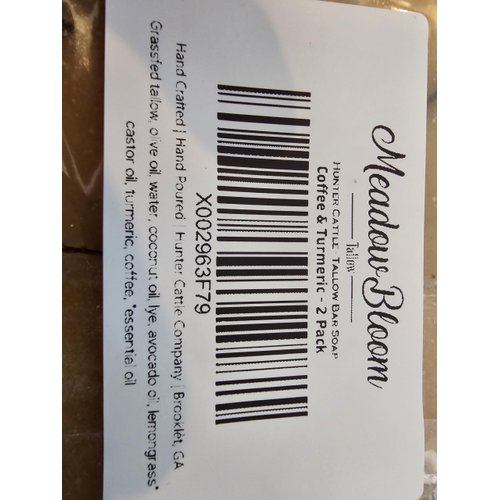 Meadow Bloom
Tallow
HUNTER CATTLE TALLOW BAR SOAP
Coffee & Turmeric - 2 Pack
X002963F79
Hand Crafted | Hand Poured | Hunter Cattle Company | Brooklet, GA
Grassfed tallow, olive oil, water, coconut oil, lye, avocado oil, lemongrass*
castor oil, turmeric, coffee, *essential oil